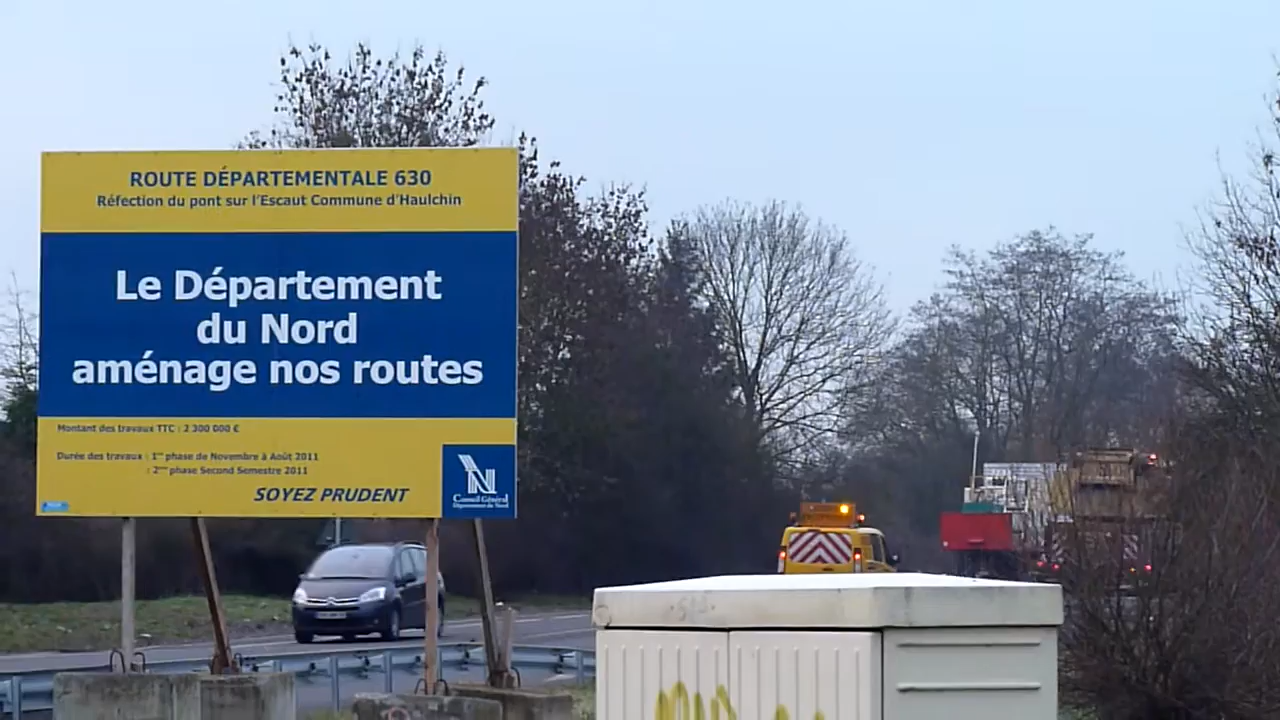 ROUTE DÉPARTEMENTALE 630
Réfection du pont sur l'Escaut Commune d'Haulchin
Le Département
du Nord
aménage nos routes
Montant des travaux TTC : 2 300 000 €
Durée des travaux : 1ère phase de Novembre à Août 2011
: 2ème phase Second Semestre 2011
SOYEZ PRUDENT
N
Conseil Général
Département du Nord